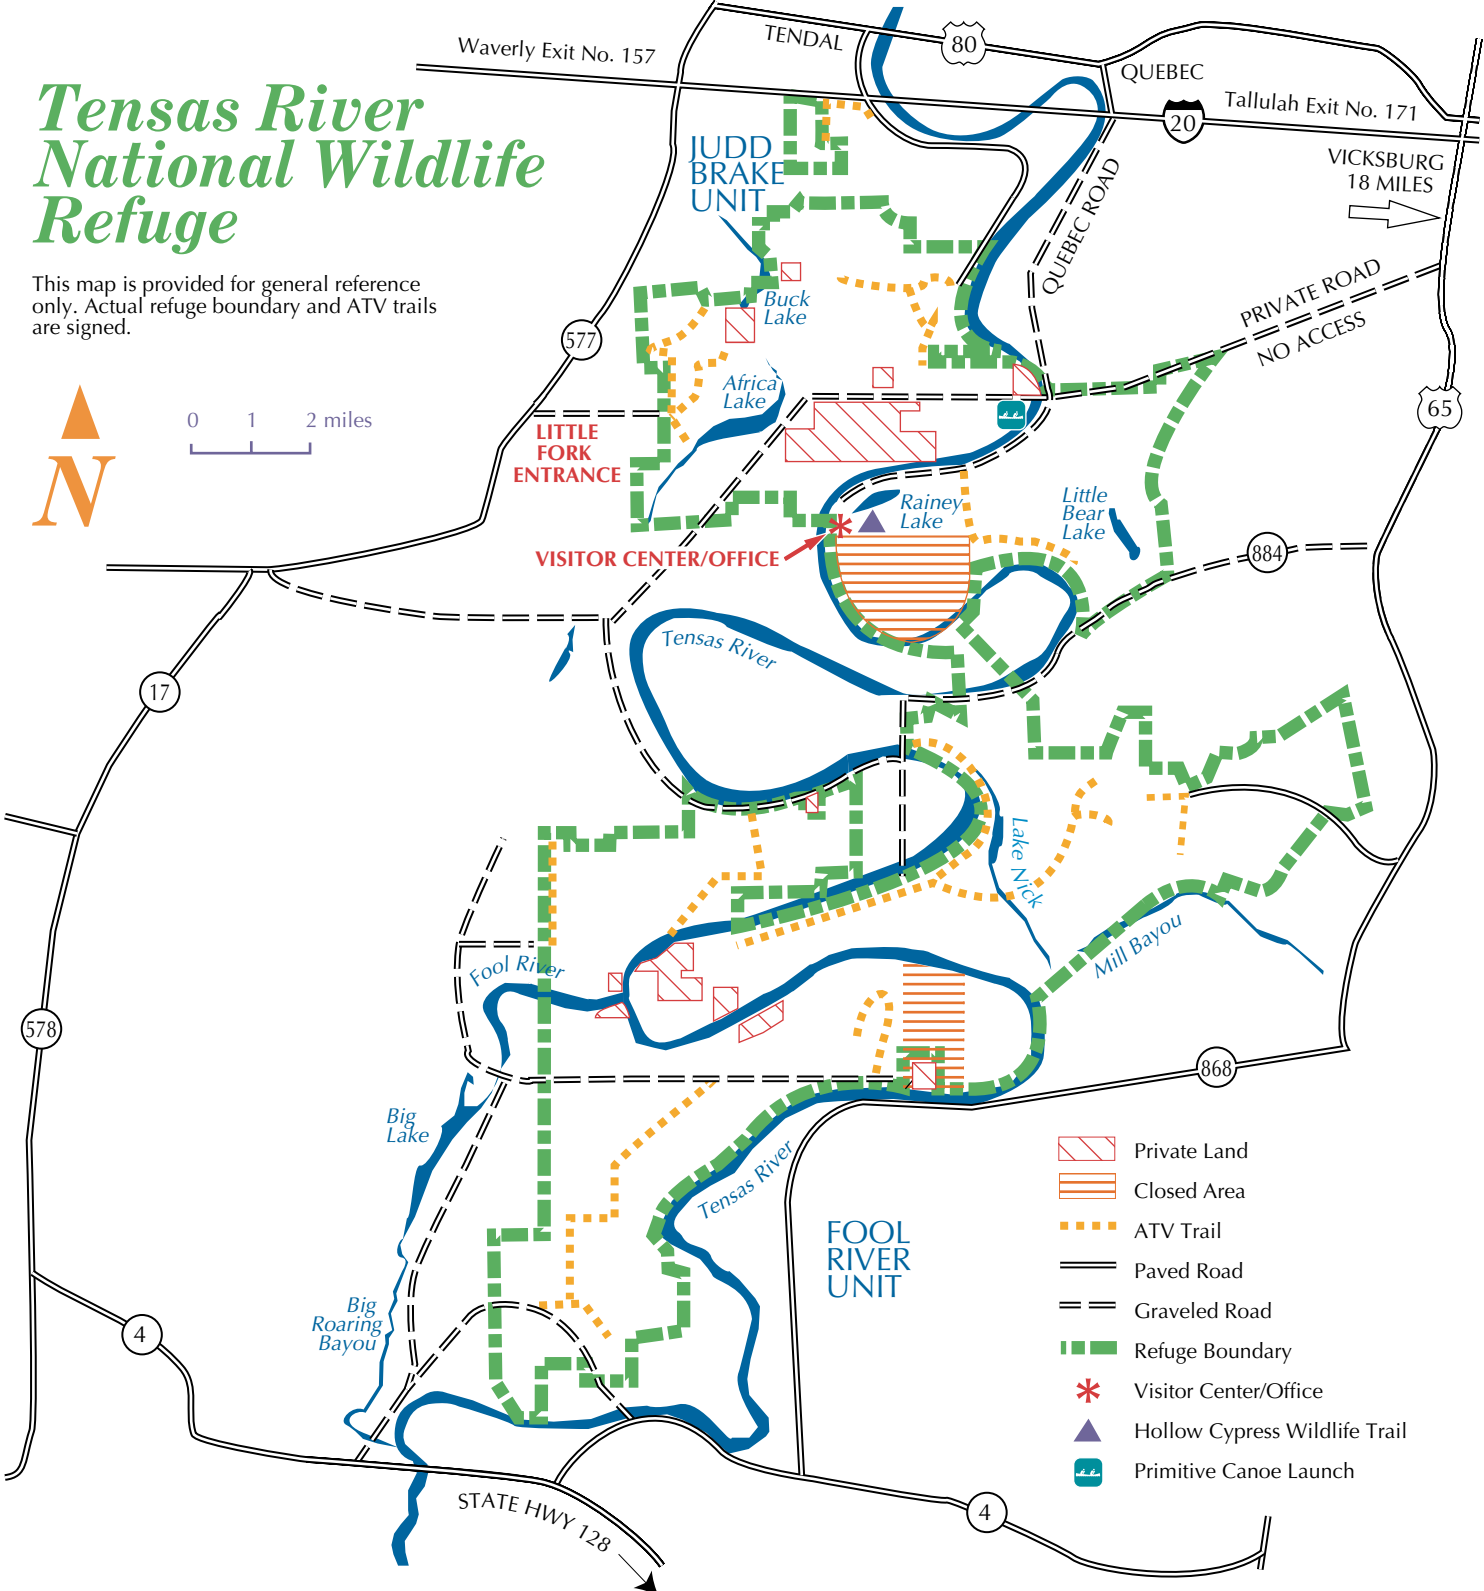 Tensas River
National Wildlife
Refuge
This map is provided for general reference
only. Actual refuge boundary and ATV trails
are signed.
0 1 2 miles
N
Waverly Exit No. 157
TENDAL
80
QUEBEC
Tallulah Exit No. 171
20
VICKSBURG
18 MILES
JUDD
BRAKE
UNIT
QUEBEC ROAD
PRIVATE ROAD
NO ACCESS
Buck
Lake
577
Africa
Lake
65
LITTLE
FORK
ENTRANCE
Rainey
Lake
Little
Bear
Lake
VISITOR CENTER/OFFICE
884
Tensas River
17
Lake Nick
Mill Bayou
Fool River
578
868
Big
Lake
Tensas River
FOOL
RIVER
UNIT
Big
Roaring
Bayou
4
STATE HWY 128
4
Private Land
Closed Area
ATV Trail
Paved Road
Graveled Road
Refuge Boundary
Visitor Center/Office
Hollow Cypress Wildlife Trail
Primitive Canoe Launch